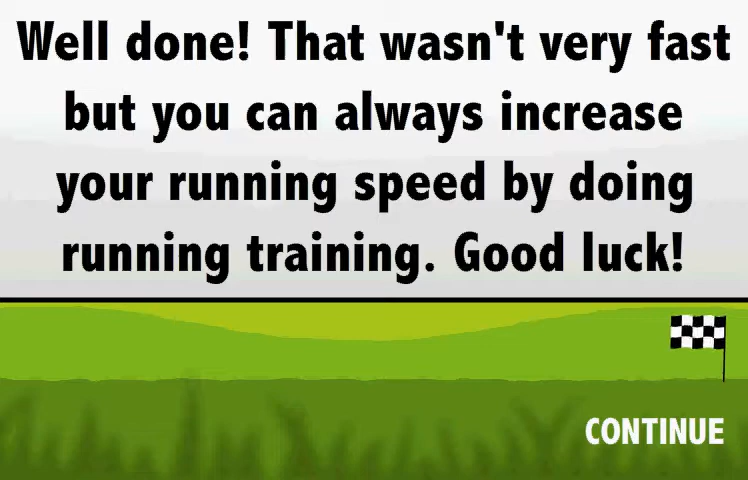 Well done! That wasn't very fast
but you can always increase
your running speed by doing
running training. Good luck!
CONTINUE